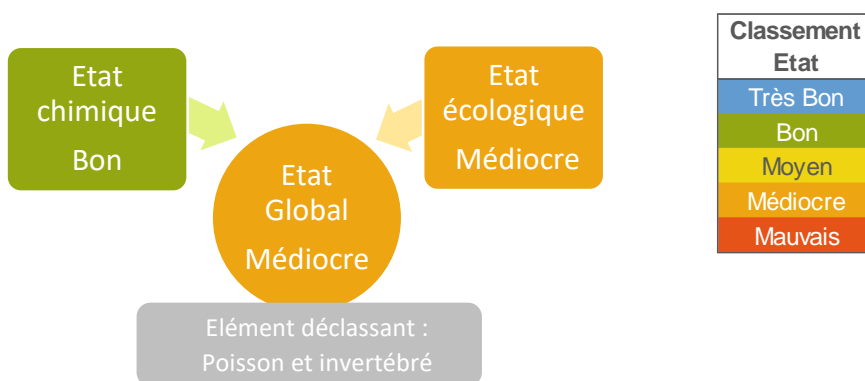 Etat
chimique
Bon
Etat
écologique
Médiocre
Etat
Global
Médiocre
Elément déclassant :
Poisson et invertébré
Classement
Etat
Très Bon
Bon
Moyen
Médiocre
Mauvais